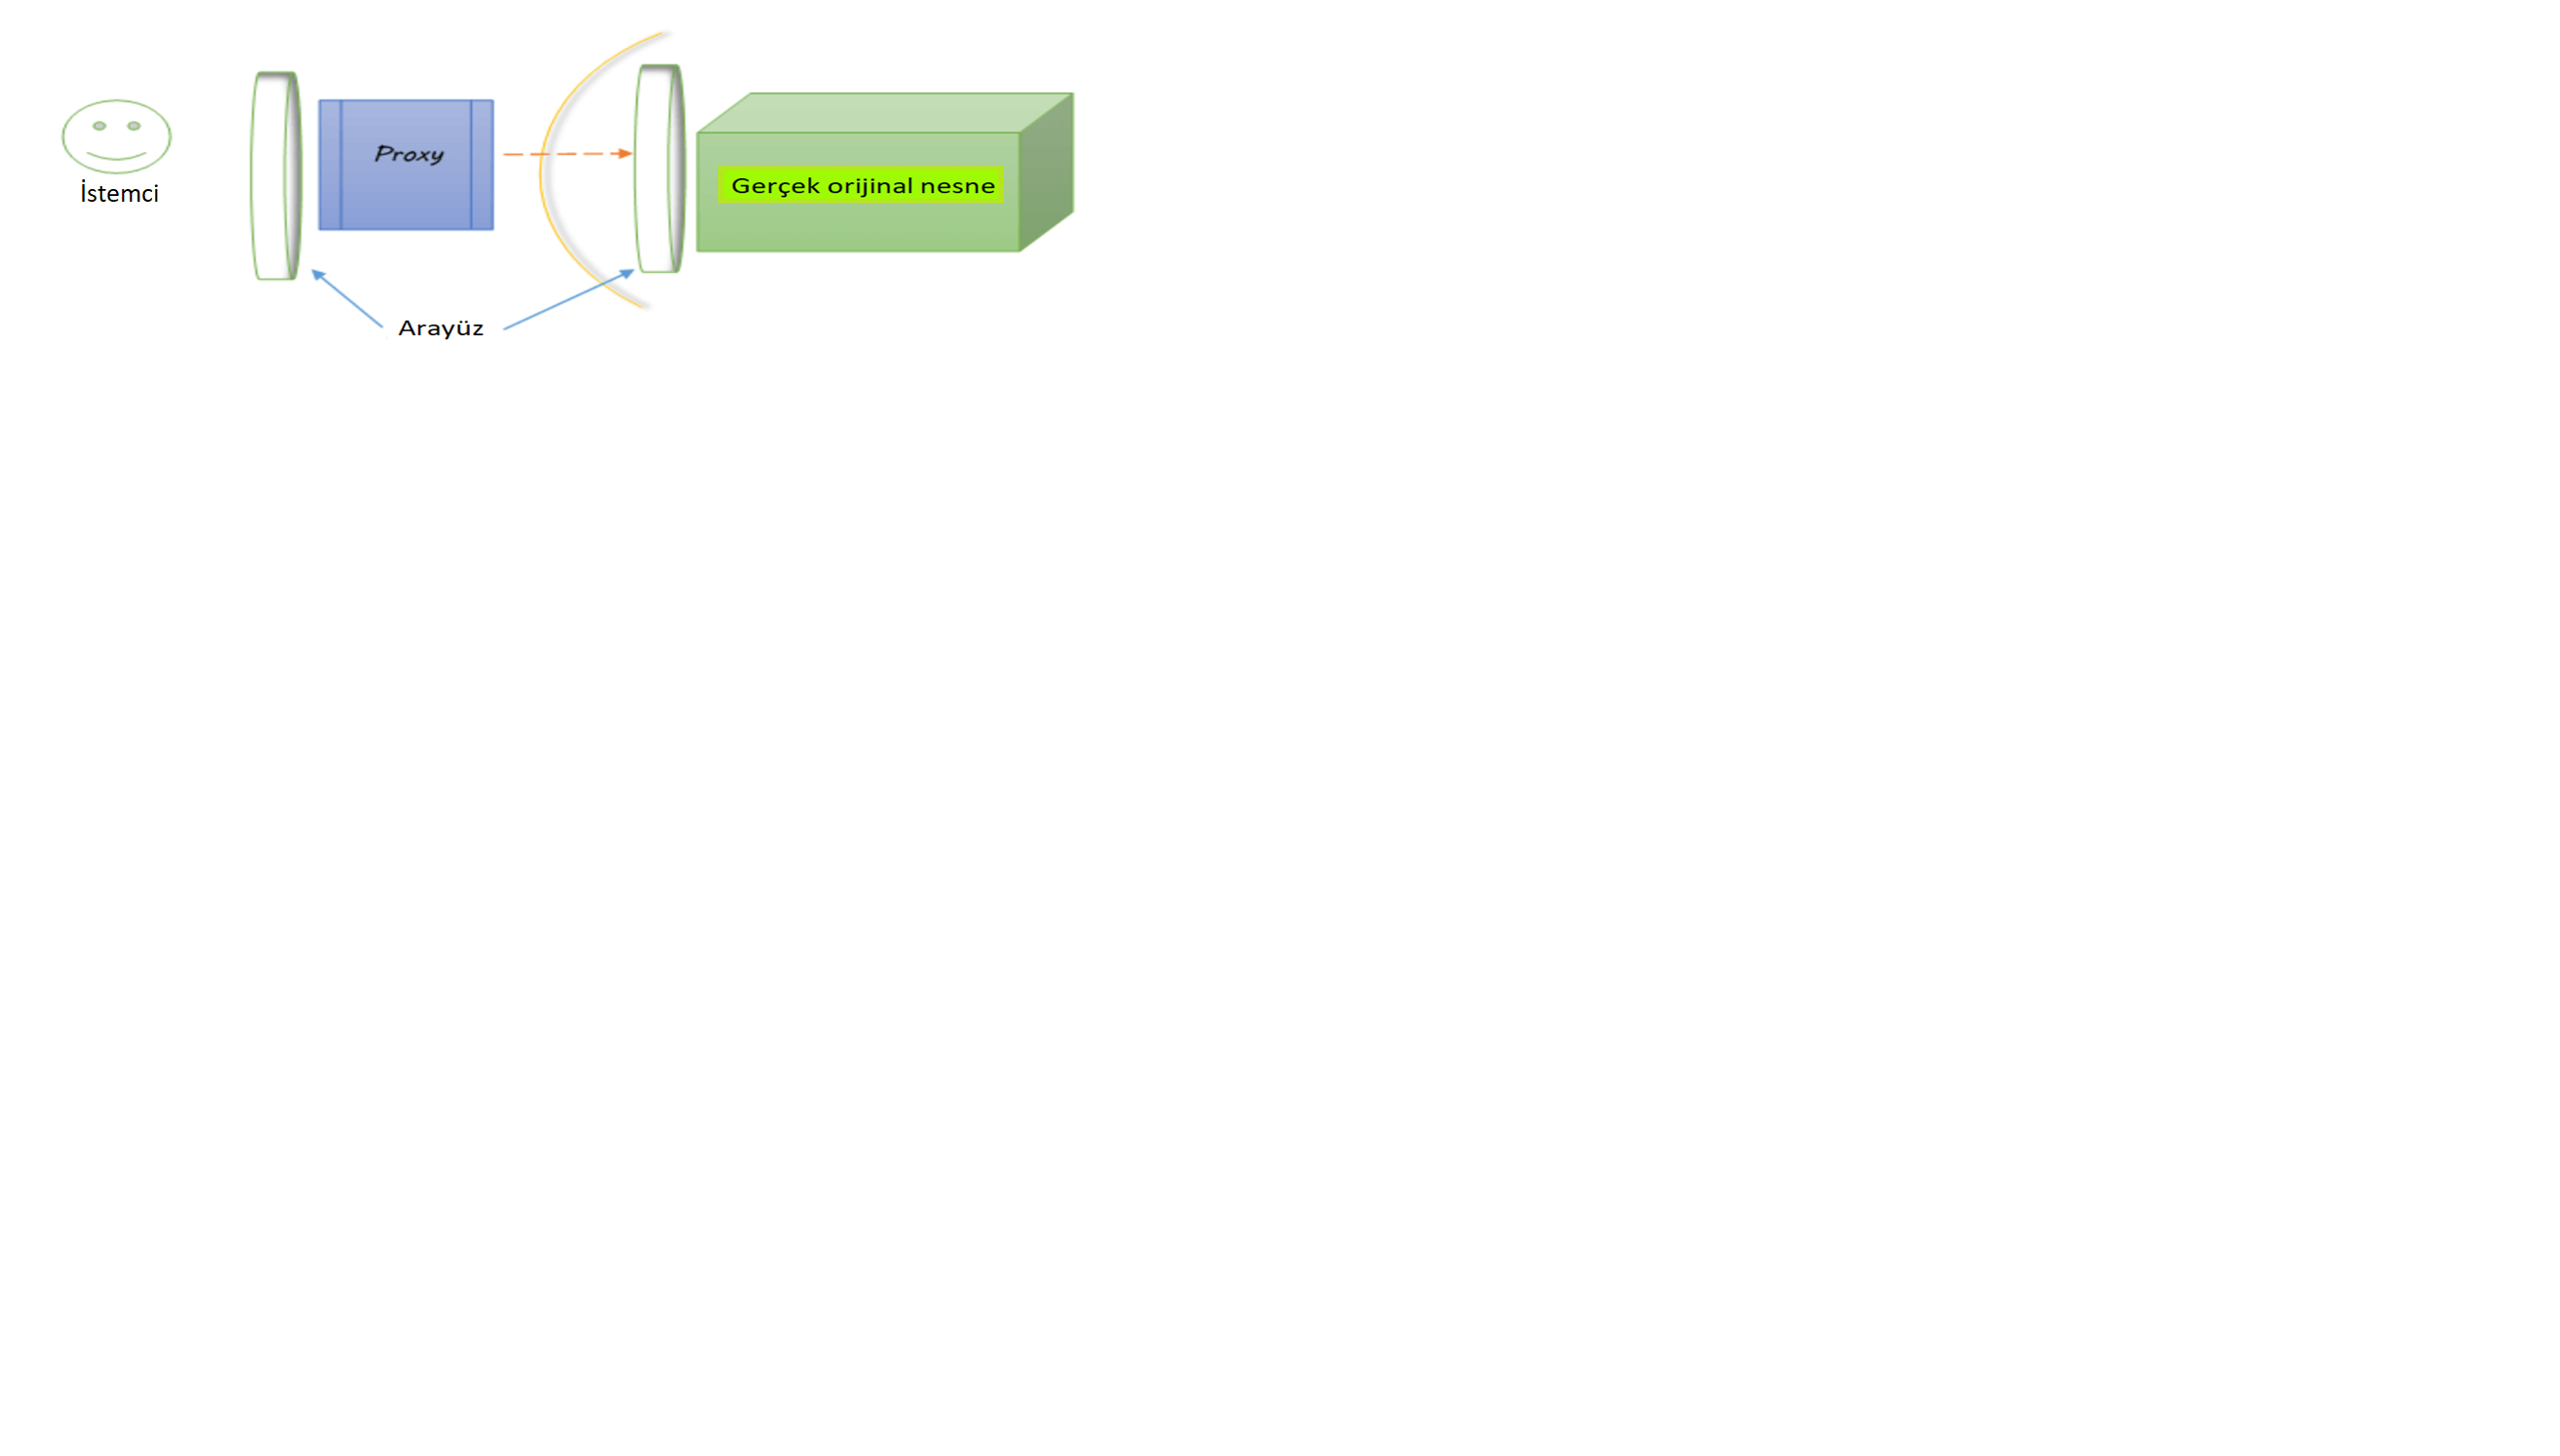 Proxy
Gerçek orijinal nesne
İstemci
Arayüz